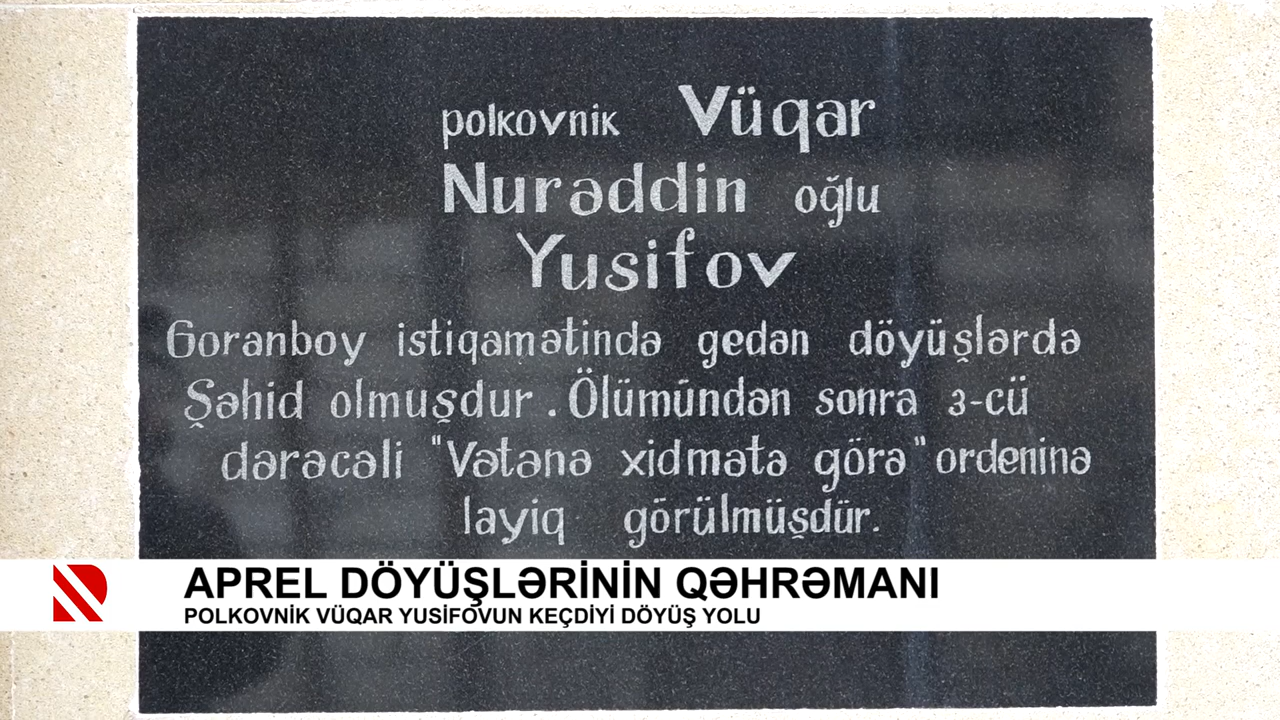 polkovnik Vüqar
Nurəddin oğlu
Yusifov
Goranboy istiqamətində gedən döyüşlərdə
Şəhid olmuşdur. Ölümündən sonra 3-cü
dərəcəli "Vətənə xidmətə görə" ordeninə
layiq görülmüşdür.
APREL DÖYÜŞLƏRİNİN QƏHRƏMANI
POLKOVNİK VÜQAR YUSİFOVUN KEÇDİYİ DÖYÜŞ YOLU